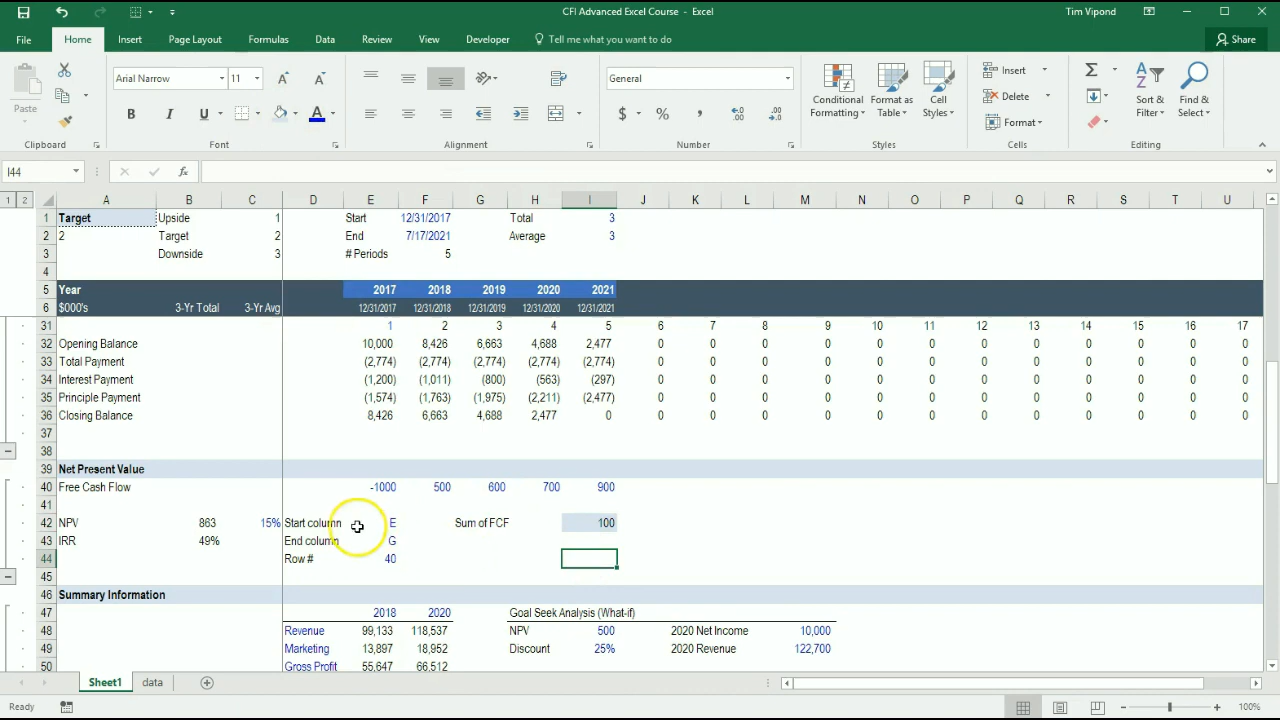 CFI Advanced Excel Course - Excel
Tim Vipond
File Home Insert Page Layout Formulas Data Review View Developer Tell me what you want to do Share
Paste
Arial Narrow 11
B I U A
General
$ % ,
Conditional Formatting
Format as Table
Cell Styles
Insert
Delete
Format
Sort & Filter
Find & Select
Clipboard Font Alignment Number Styles Cells Editing
I44 fx
1 2 A B C D E F G H I J K L M N O P Q R S T U
1 Target Upside 1 Start 12/31/2017 Total 3
2 2 Target 2 End 7/17/2021 Average 3
3 Downside 3 # Periods 5
4
5 Year 2017 2018 2019 2020 2021
6 $000's 3-Yr Total 3-Yr Avg 12/31/2017 12/31/2018 12/31/2019 12/31/2020 12/31/2021
31 1 2 3 4 5 6 7 8 9 10 11 12 13 14 15 16 17
32 Opening Balance 10,000 8,426 6,663 4,688 2,477 0 0 0 0 0 0 0 0 0 0 0 0
33 Total Payment (2,774) (2,774) (2,774) (2,774) (2,774) 0 0 0 0 0 0 0 0 0 0 0 0
34 Interest Payment (1,200) (1,011) (800) (563) (297) 0 0 0 0 0 0 0 0 0 0 0 0
35 Principle Payment (1,574) (1,763) (1,975) (2,211) (2,477) 0 0 0 0 0 0 0 0 0 0 0 0
36 Closing Balance 8,426 6,663 4,688 2,477 0 0 0 0 0 0 0 0 0 0 0 0 0
37
38
39 Net Present Value
40 Free Cash Flow -1000 500 600 700 900
41
42 NPV 863 15% Start column E Sum of FCF 100
43 IRR 49% End column G
44 Row # 40
45
46 Summary Information
47 2018 2020 Goal Seek Analysis (What-if)
48 Revenue 99,133 118,537 NPV 500 2020 Net Income 10,000
49 Marketing 13,897 18,952 Discount 25% 2020 Revenue 122,700
50 Gross Profit 55,647 66,512
Sheet1 data
Ready 100%